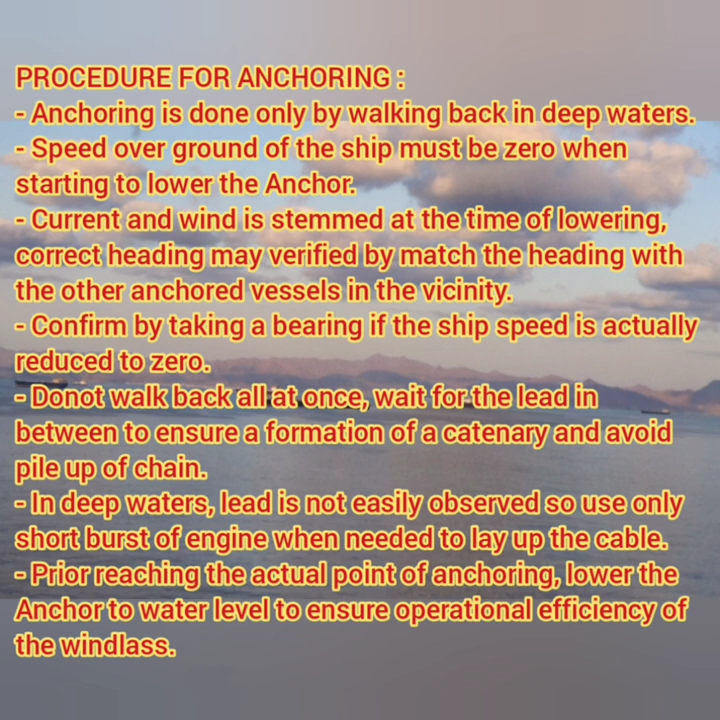 PROCEDURE FOR ANCHORING :
- Anchoring is done only by walking back in deep waters.
- Speed over ground of the ship must be zero when
starting to lower the Anchor.
- Current and wind is stemmed at the time of lowering,
correct heading may verified by match the heading with
the other anchored vessels in the vicinity.
- Confirm by taking a bearing if the ship speed is actually
reduced to zero.
- Donot walk back all at once, wait for the lead in
between to ensure a formation of a catenary and avoid
pile up of chain.
- In deep waters, lead is not easily observed so use only
short burst of engine when needed to lay up the cable.
- Prior reaching the actual point of anchoring, lower the
Anchor to water level to ensure operational efficiency of
the windlass.